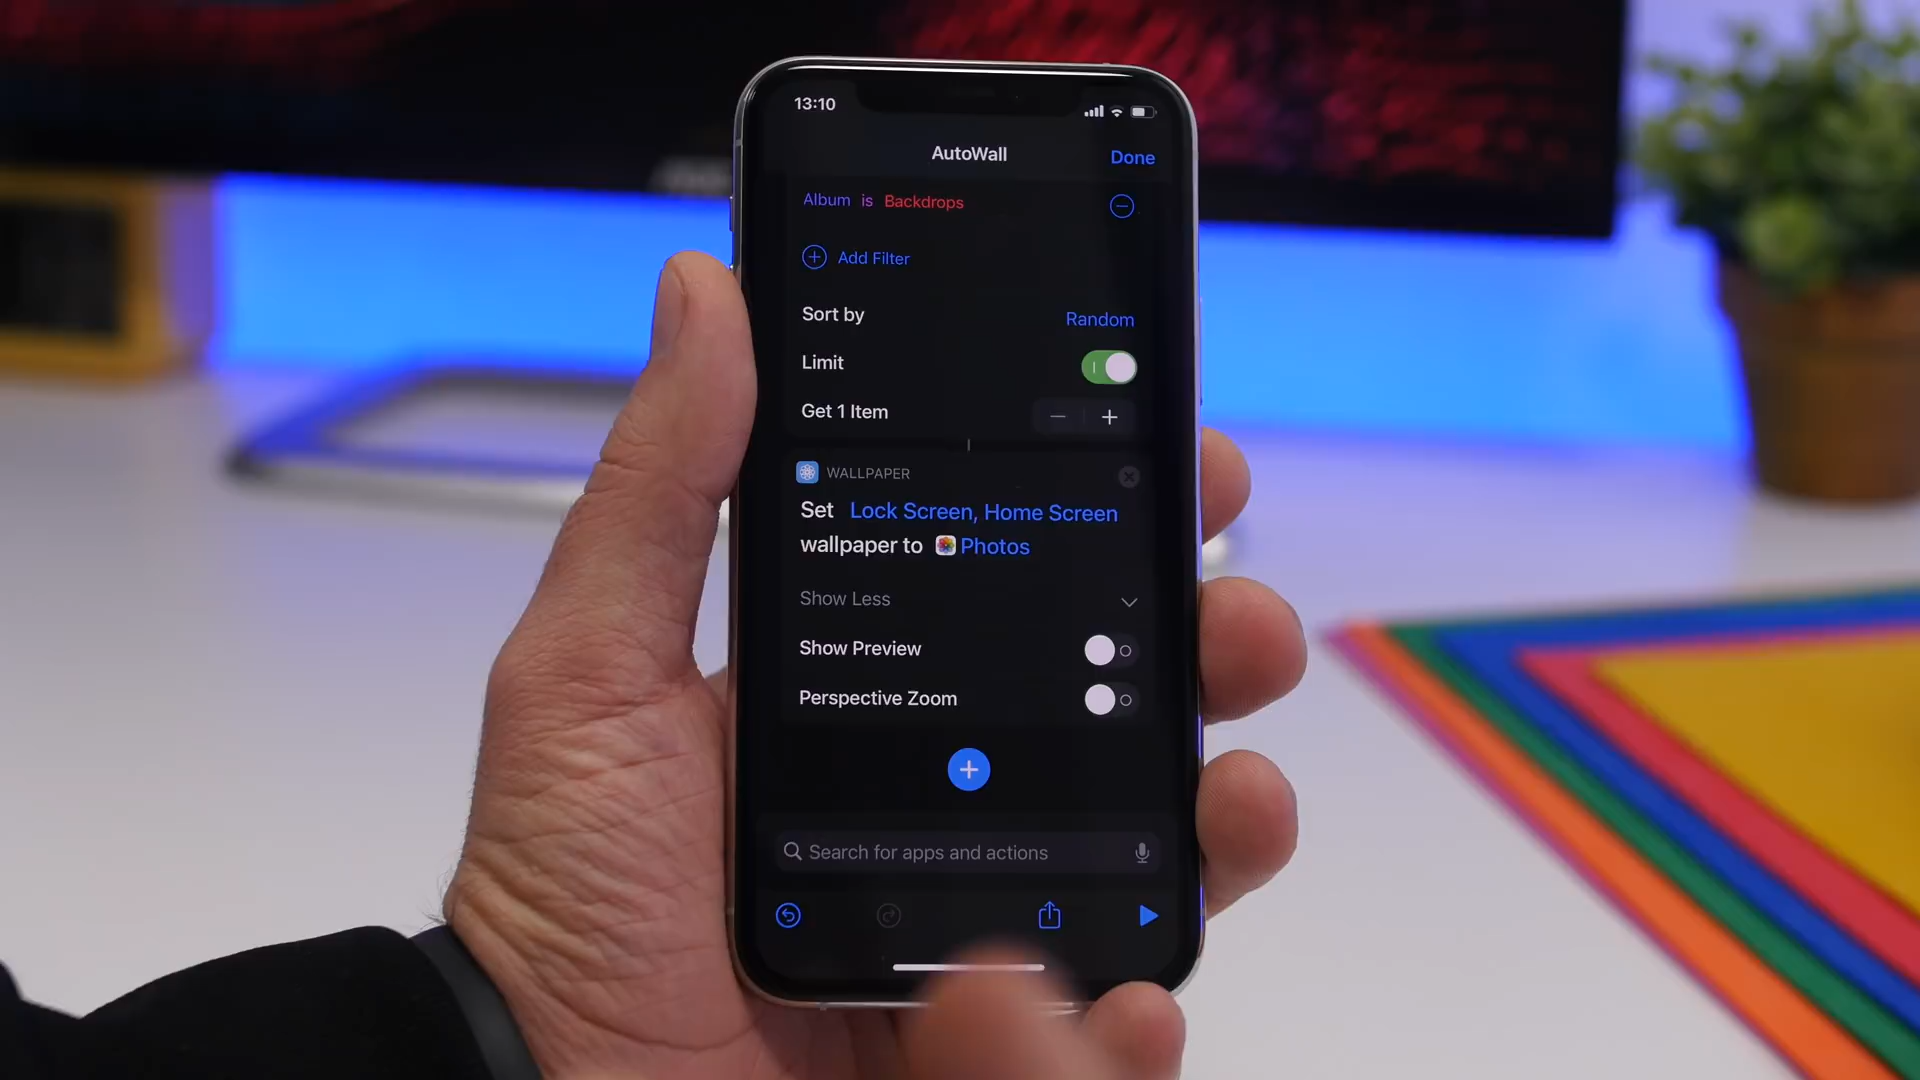 13:10
AutoWall
Done
Album is Backdrops
Add Filter
Sort by
Random
Limit
Get 1 Item
WALLPAPER
Set Lock Screen, Home Screen
wallpaper to Photos
Show Less
Show Preview
Perspective Zoom
Search for apps and actions